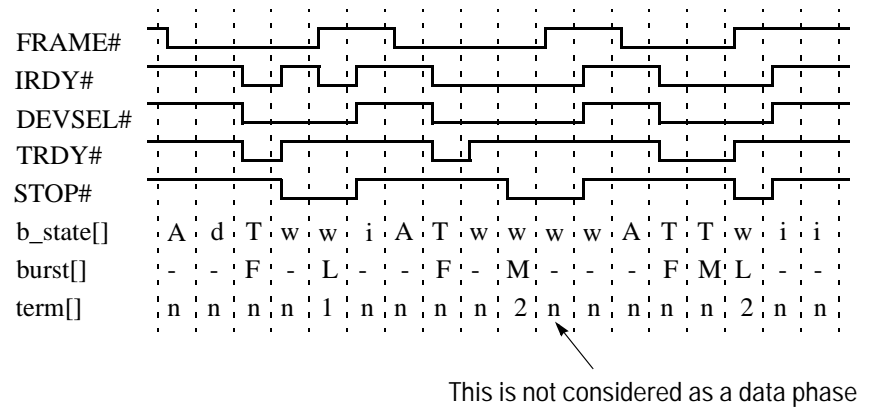 FRAME#
IRDY#
DEVSEL#
TRDY#
STOP#
b_state[] A d T w w i A T w w w w A T T w i i
burst[] - - F - L - - F - M - - - F M L - -
term[] n n n n 1 n n n n 2 n n n n n 2 n n
This is not considered as a data phase